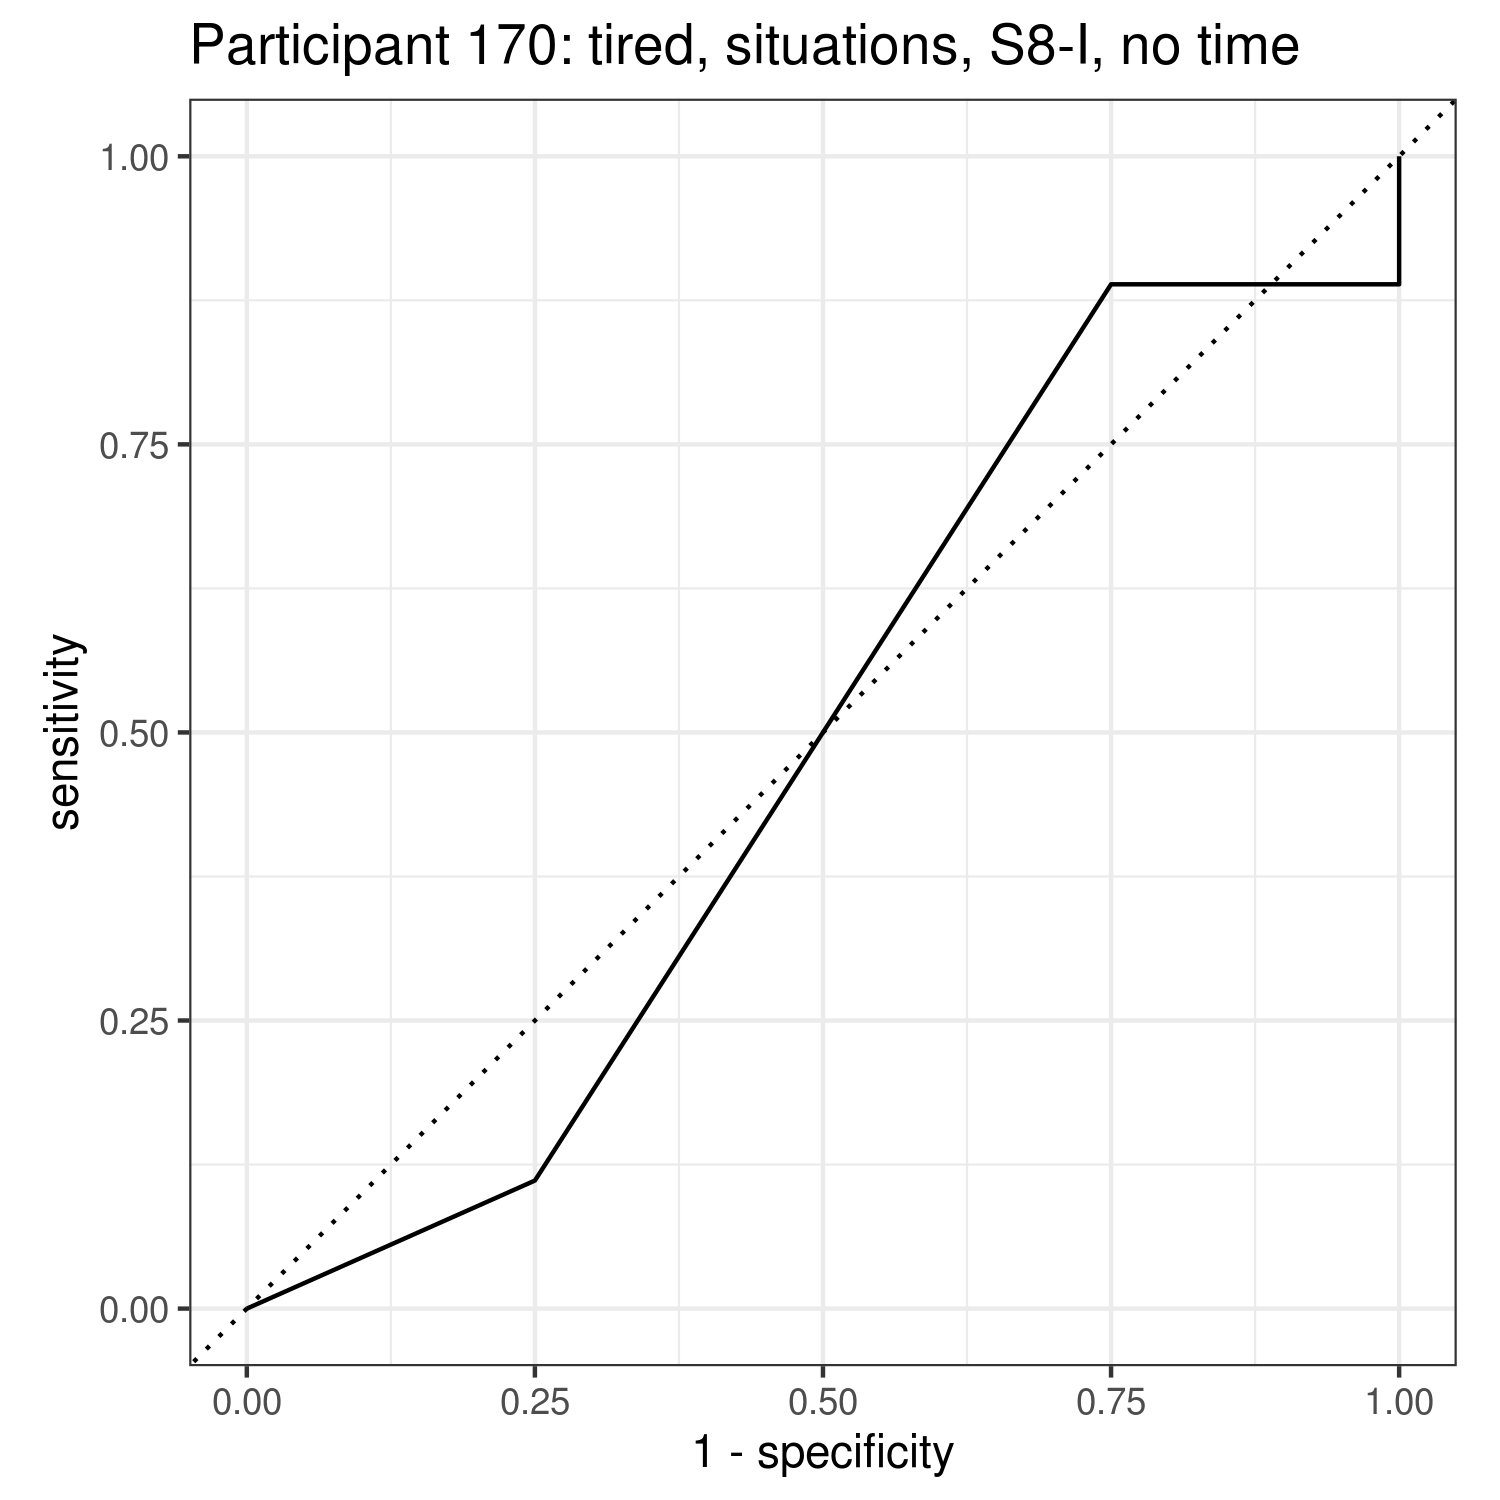 Participant 170: tired, situations, S8-I, no time
1.00
0.75
0.50
0.25
0.00
sensitivity
0.00 0.25 0.50 0.75 1.00
1 - specificity